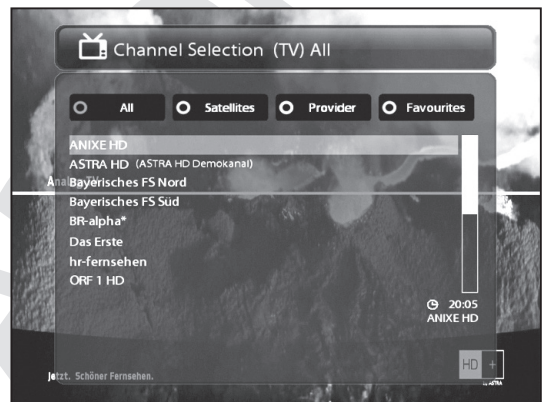 Channel Selection (TV) All
All Satellites Provider Favourites
ANIXE HD
ASTRA HD (ASTRA HD Demokanal)
Bayerisches FS Nord
Bayerisches FS Süd
BR-alpha*
Das Erste
hr-fernsehen
ORF 1 HD
20:05
ANIXE HD
HD +
Jetzt. Schöner Fernsehen.
by ASTRA